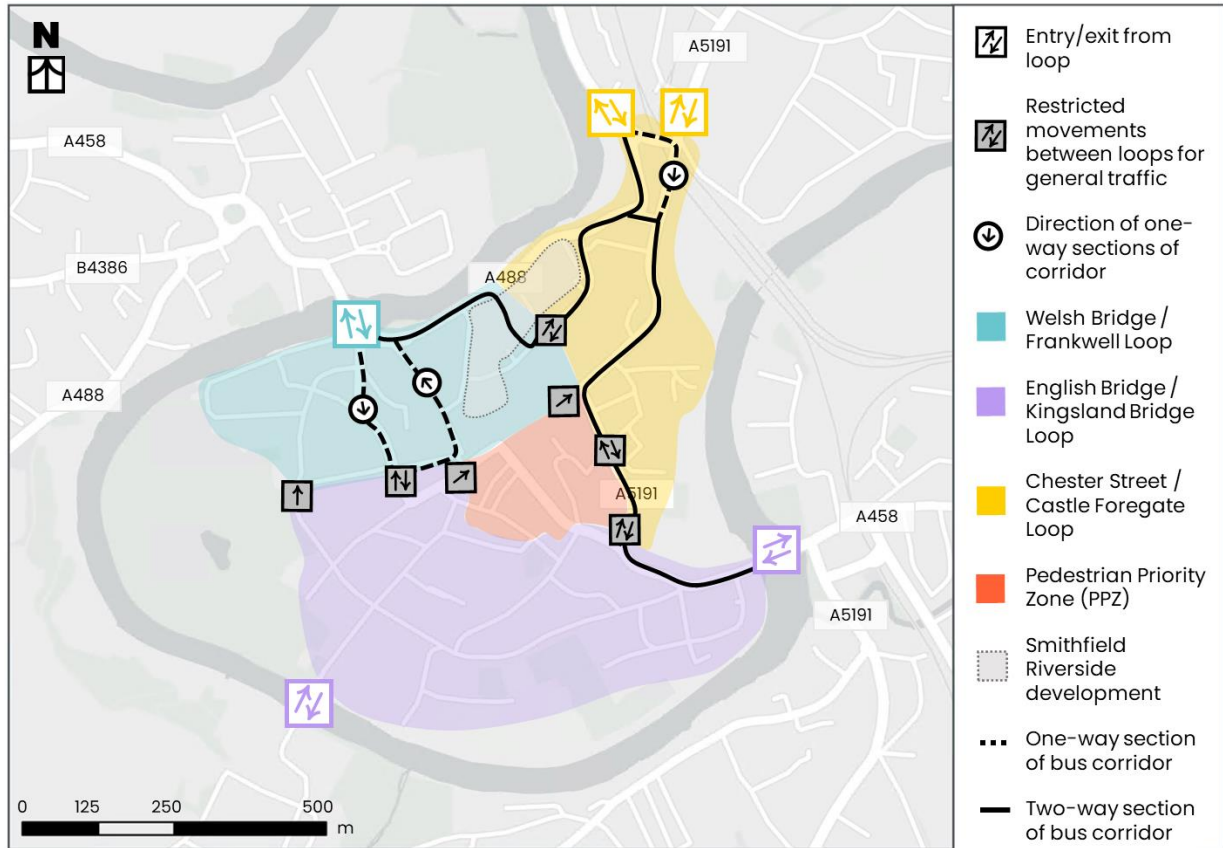 N
A5191
A458
B4386
A488
A488
A5191
A458
A5191
0 125 250 500
m
Entry/exit from
loop
Restricted
movements
between loops for
general traffic
Direction of one-
way sections of
corridor
Welsh Bridge /
Frankwell Loop
English Bridge /
Kingsland Bridge
Loop
Chester Street /
Castle Foregate
Loop
Pedestrian Priority
Zone (PPZ)
Smithfield
Riverside
development
One-way section
of bus corridor
Two-way section
of bus corridor